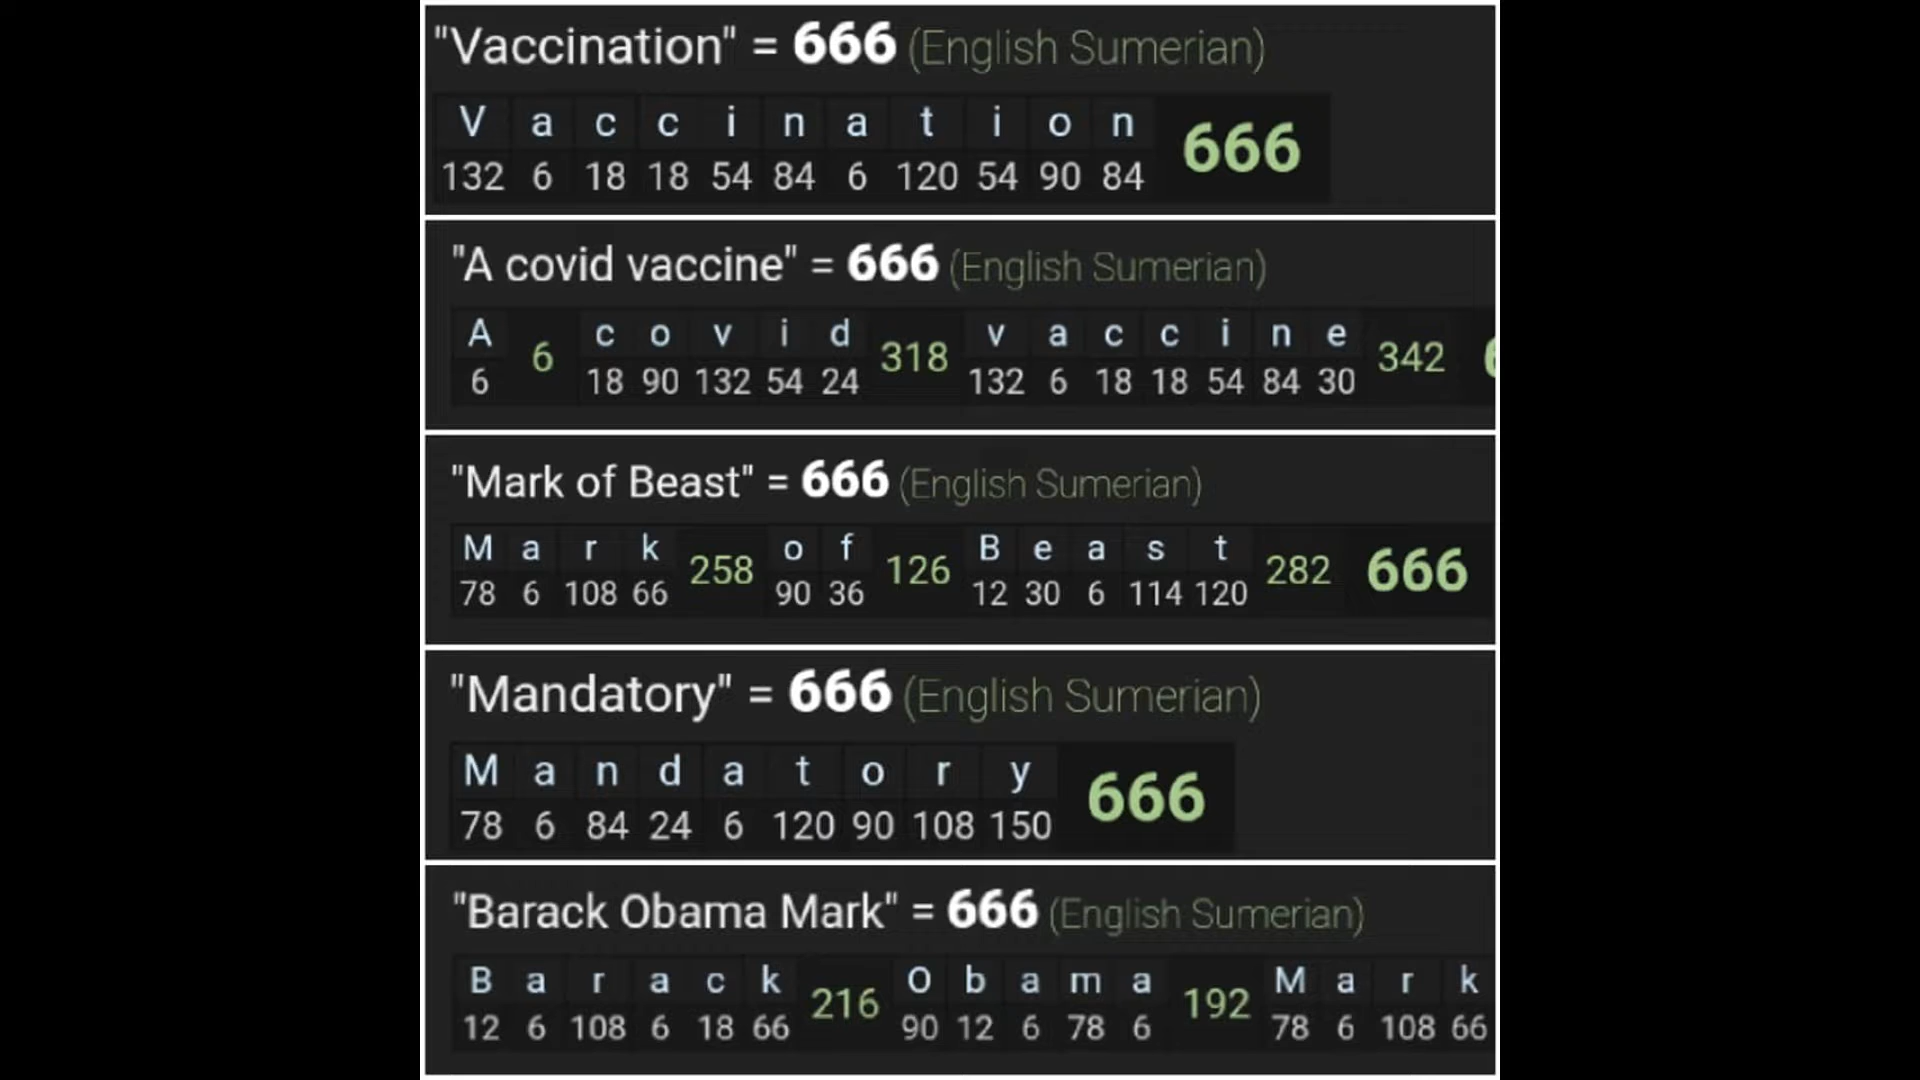 "Vaccination" = 666 (English Sumerian)
V a c c i n a t i o n 666
132 6 18 18 54 84 6 120 54 90 84
"A covid vaccine" = 666 (English Sumerian)
A 6 c o v i d 318 v a c c i n e 342
6 18 90 132 54 24 132 6 18 18 54 84 30
"Mark of Beast" = 666 (English Sumerian)
M a r k 258 o f 126 B e a s t 282 666
78 6 108 66 90 36 12 30 6 114 120
"Mandatory" = 666 (English Sumerian)
M a n d a t o r y 666
78 6 84 24 6 120 90 108 150
"Barack Obama Mark" = 666 (English Sumerian)
B a r a c k 216 O b a m a 192 M a r k
12 6 108 6 18 66 90 12 6 78 6 78 6 108 66